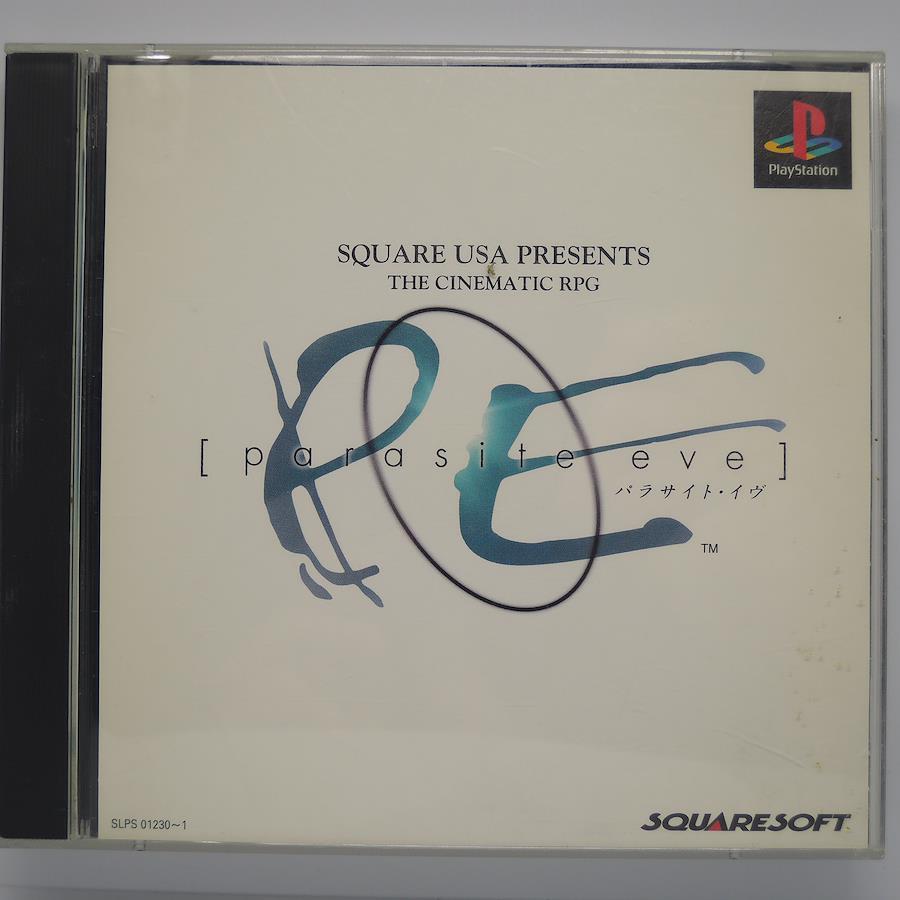 PlayStation
SQUARE USA PRESENTS
THE CINEMATIC RPG
PE
[ parasite eve ]
パラサイト・イヴ
TM
SLPS 01230~1
SQUARESOFT